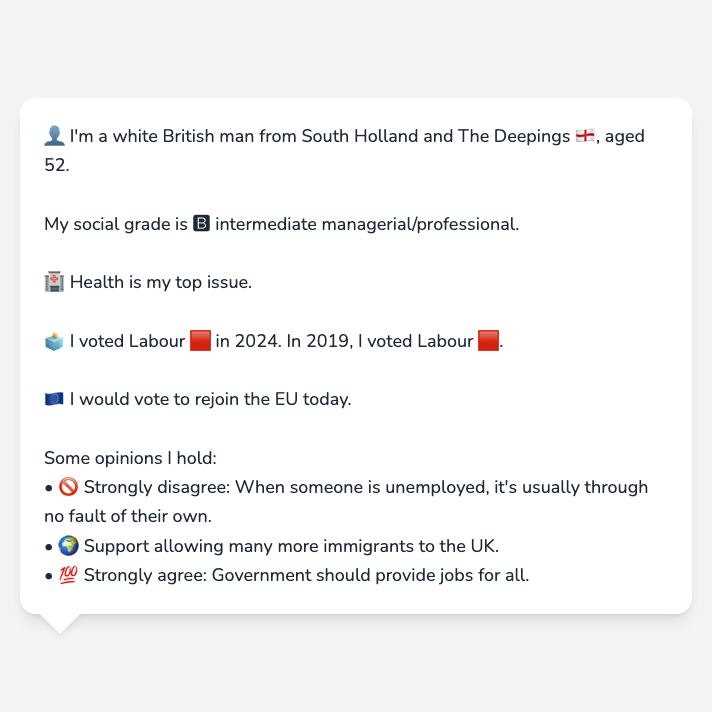 👤 I'm a white British man from South Holland and The Deepings 🏴󠁧󠁢󠁥󠁮󠁧󠁿, aged
52.
My social grade is 🅱 intermediate managerial/professional.
🏥 Health is my top issue.
🗳️ I voted Labour 🟥 in 2024. In 2019, I voted Labour 🟥.
🇪🇺 I would vote to rejoin the EU today.
Some opinions I hold:
• 🚫 Strongly disagree: When someone is unemployed, it's usually through
no fault of their own.
• 🌍 Support allowing many more immigrants to the UK.
• 💯 Strongly agree: Government should provide jobs for all.